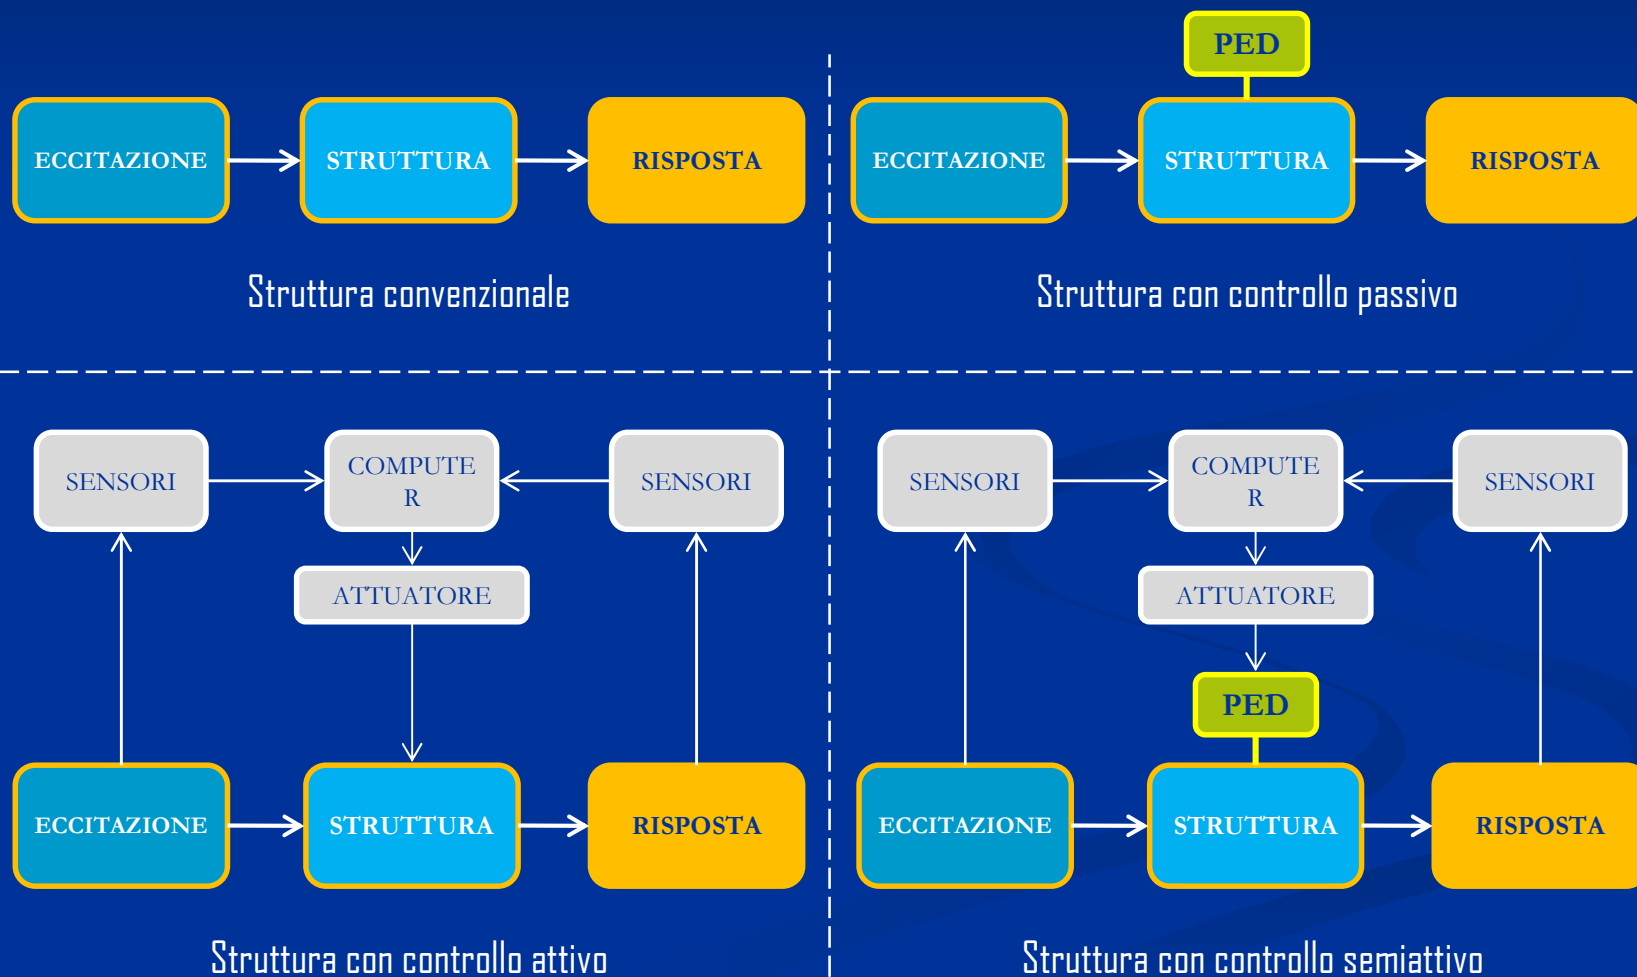 PED
ECCITAZIONE
STRUTTURA
RISPOSTA
Struttura convenzionale
ECCITAZIONE
STRUTTURA
RISPOSTA
Struttura con controllo passivo
SENSORI
COMPUTE
R
SENSORI
ATTUATORE
ECCITAZIONE
STRUTTURA
RISPOSTA
Struttura con controllo attivo
SENSORI
COMPUTE
R
SENSORI
ATTUATORE
PED
ECCITAZIONE
STRUTTURA
RISPOSTA
Struttura con controllo semiattivo